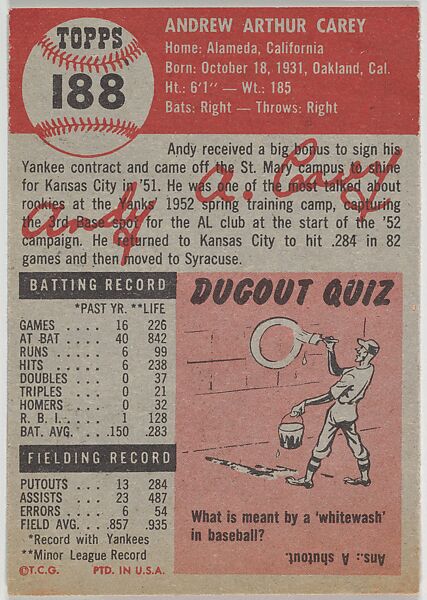 TOPPS
188
ANDREW ARTHUR CAREY
Home: Alameda, California
Born: October 18, 1931, Oakland, Cal.
Ht.: 6'1" — Wt.: 185
Bats: Right — Throws: Right
Andy received a big bonus to sign his
Yankee contract and came off the St. Mary campus to shine
for Kansas City in '51. He was one of the most talked about
rookies at the Yanks' 1952 spring training camp, capturing
the 3rd Base spot for the AL club at the start of the '52
campaign. He returned to Kansas City to hit .284 in 82
games and then moved to Syracuse.
Andy A. Carey
BATTING RECORD
*PAST YR. **LIFE
GAMES .... 16 226
AT BAT .... 40 842
RUNS .... 6 99
HITS .... 6 238
DOUBLES ... 0 37
TRIPLES ... 0 21
HOMERS ... 0 32
R. B. I. .... 1 128
BAT. AVG. .. .150 .283
FIELDING RECORD
PUTOUTS ... 13 284
ASSISTS ... 23 487
ERRORS ... 6 54
FIELD AVG. .. .857 .935
*Record with Yankees
**Minor League Record
©T.C.G. PTD. IN U.S.A.
DUGOUT QUIZ
What is meant by a 'whitewash'
in baseball?
Ans.: A shutout.